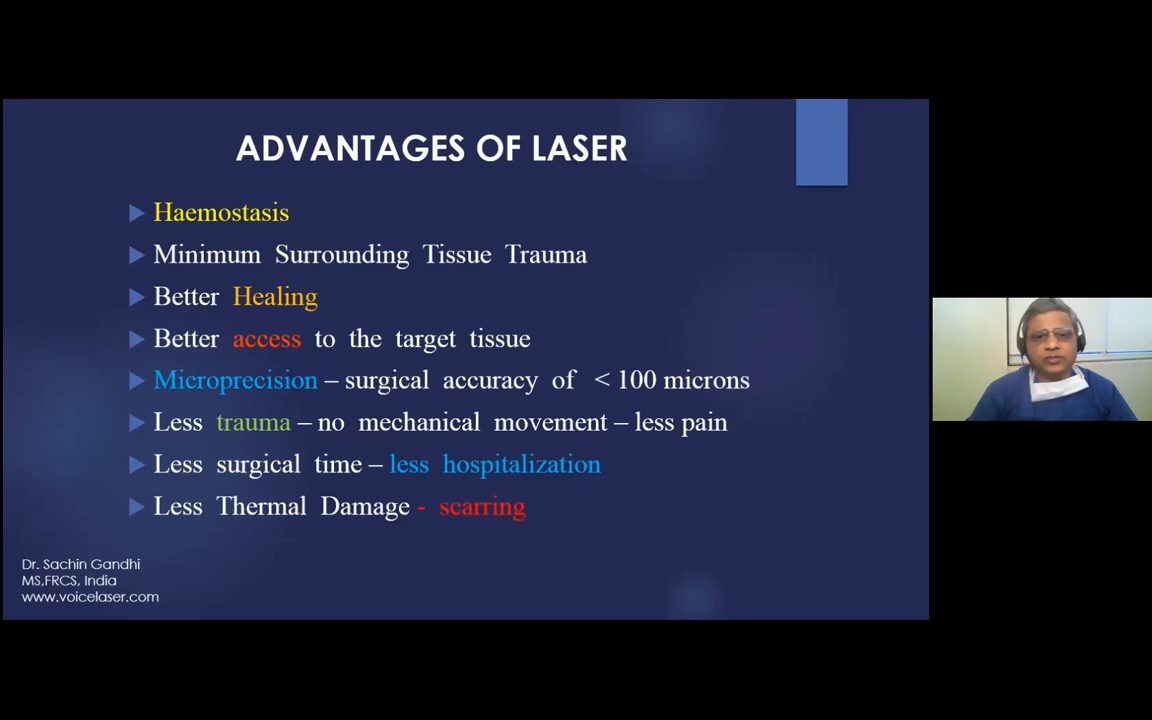 ADVANTAGES OF LASER
Haemostasis
Minimum Surrounding Tissue Trauma
Better Healing
Better access to the target tissue
Microprecision – surgical accuracy of < 100 microns
Less trauma – no mechanical movement – less pain
Less surgical time – less hospitalization
Less Thermal Damage - scarring
Dr. Sachin Gandhi
MS,FRCS, India
www.voicelaser.com